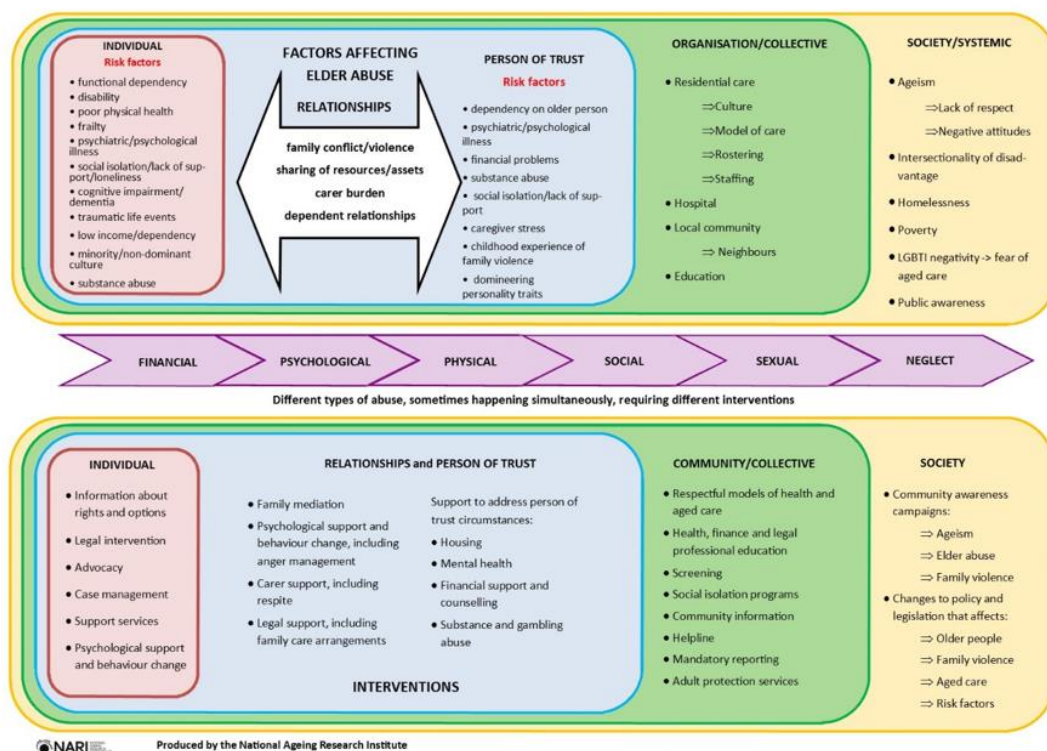 INDIVIDUAL
Risk factors
• functional dependency
• disability
• poor physical health
• frailty
• psychiatric/psychological
illness
• social isolation/lack of sup-
port/loneliness
• cognitive impairment/
dementia
• traumatic life events
• low income/dependency
• minority/non-dominant
culture
• substance abuse
FACTORS AFFECTING
ELDER ABUSE
RELATIONSHIPS
family conflict/violence
sharing of resources/assets
carer burden
dependent relationships
PERSON OF TRUST
Risk factors
• dependency on older person
• psychiatric/psychological
illness
• financial problems
• substance abuse
• social isolation/lack of sup-
port
• caregiver stress
• childhood experience of
family violence
• domineering
personality traits
ORGANISATION/COLLECTIVE
• Residential care
⇒Culture
⇒Model of care
⇒Rostering
⇒Staffing
• Hospital
• Local community
⇒ Neighbours
• Education
SOCIETY/SYSTEMIC
• Ageism
⇒Lack of respect
⇒Negative attitudes
• Intersectionality of disad-
vantage
• Homelessness
• Poverty
• LGBTI negativity -> fear of
aged care
• Public awareness
FINANCIAL
PSYCHOLOGICAL
PHYSICAL
SOCIAL
SEXUAL
NEGLECT
Different types of abuse, sometimes happening simultaneously, requiring different interventions
INDIVIDUAL
• Information about
rights and options
• Legal intervention
• Advocacy
• Case management
• Support services
• Psychological support
and behaviour change
RELATIONSHIPS and PERSON OF TRUST
• Family mediation
• Psychological support and
behaviour change, including
anger management
• Carer support, including
respite
• Legal support, including
family care arrangements
Support to address person of
trust circumstances:
• Housing
• Mental health
• Financial support and
counselling
• Substance and gambling
abuse
INTERVENTIONS
COMMUNITY/COLLECTIVE
• Respectful models of health and
aged care
• Health, finance and legal
professional education
• Screening
• Social isolation programs
• Community information
• Helpline
• Mandatory reporting
• Adult protection services
SOCIETY
• Community awareness
campaigns:
⇒ Ageism
⇒ Elder abuse
⇒ Family violence
• Changes to policy and
legislation that affects:
⇒ Older people
⇒ Family violence
⇒ Aged care
⇒ Risk factors
NARI
Produced by the National Ageing Research Institute